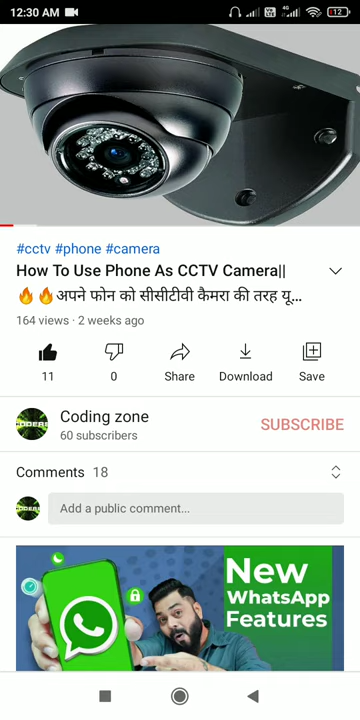 12:30 AM
4G
12
#cctv #phone #camera
How To Use Phone As CCTV Camera||
🔥🔥अपने फोन को सीसीटीवी कैमरा की तरह यू...
164 views · 2 weeks ago
11
0
Share
Download
Save
Coding zone
SUBSCRIBE
60 subscribers
Comments 18
Add a public comment...
New
WhatsApp
Features